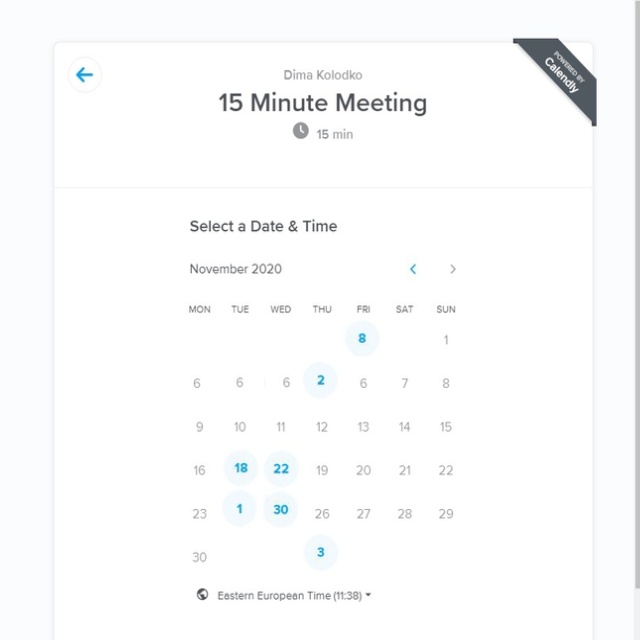 POWERED BY
Calendly
Dima Kolodko
15 Minute Meeting
15 min
Select a Date & Time
November 2020
MON TUE WED THU FRI SAT SUN
8 1
6 6 6 2 6 7 8
9 10 11 12 13 14 15
16 18 22 19 20 21 22
23 1 30 26 27 28 29
30 3
Eastern European Time (11:38)